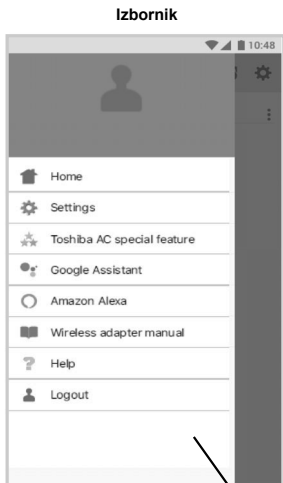 Izbornik
10:48
Home
Settings
Toshiba AC special feature
Google Assistant
Amazon Alexa
Wireless adapter manual
Help
Logout